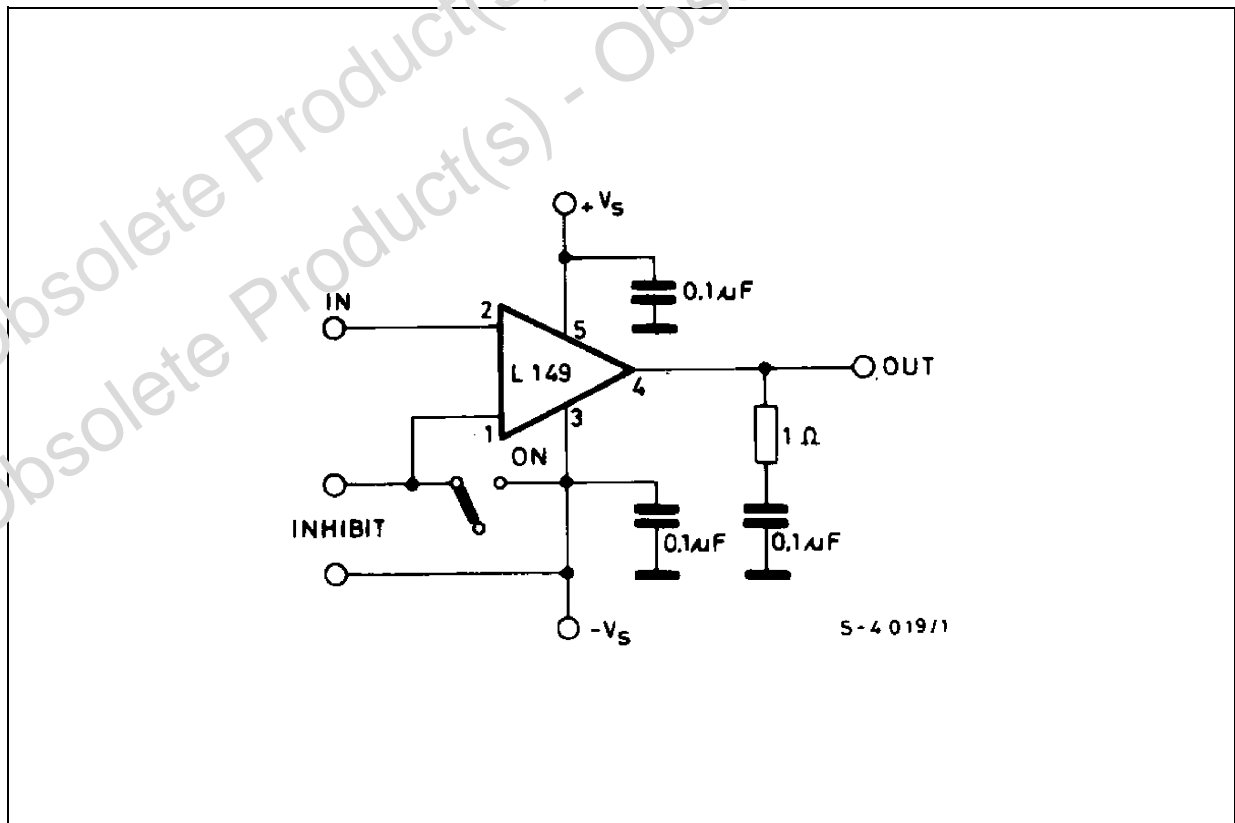 Obsolete Product(s)
Obsolete Product(s) - Obs
+Vs
0.1µF
IN
2
5
L 149
4
OUT
3
1
ON
1 Ω
INHIBIT
0.1µF
0.1µF
-Vs
S-4019/1